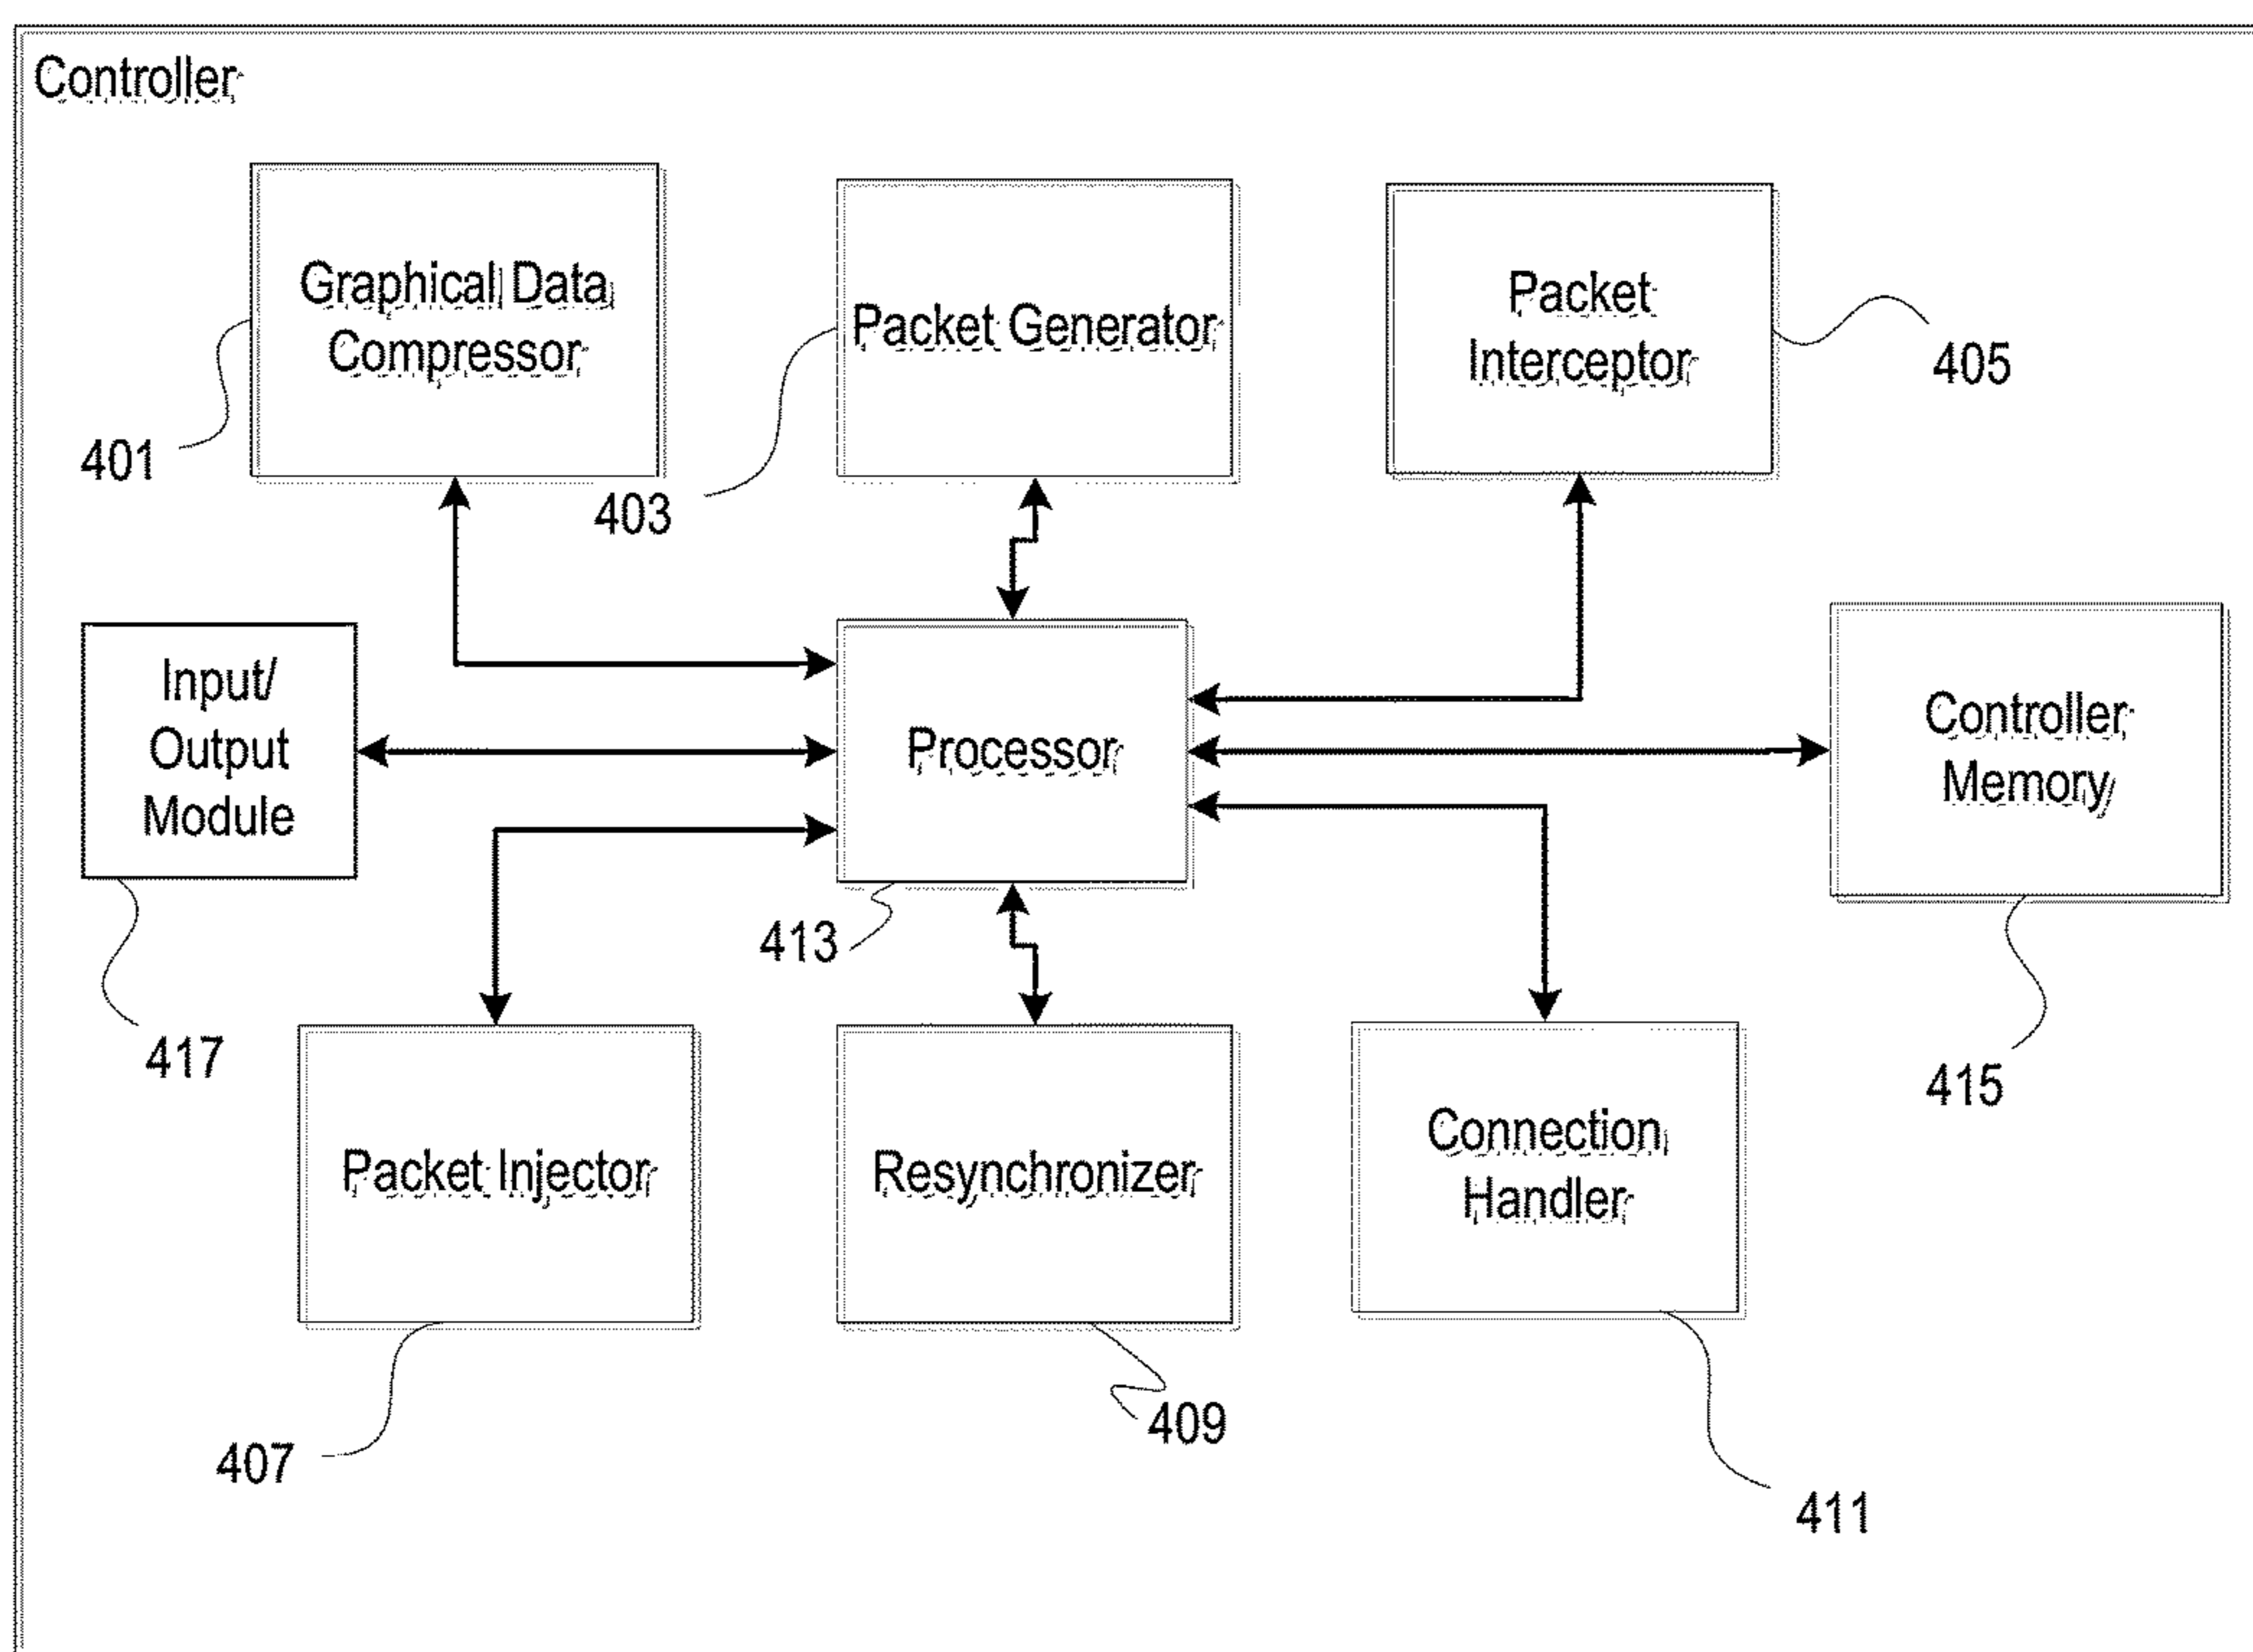 Controller
Graphical Data
Compressor
401
Packet Generator
403
Packet
Interceptor
405
Input/
Output
Module
417
Processor
413
Controller
Memory
415
Packet Injector
407
Resynchronizer
409
Connection
Handler
411